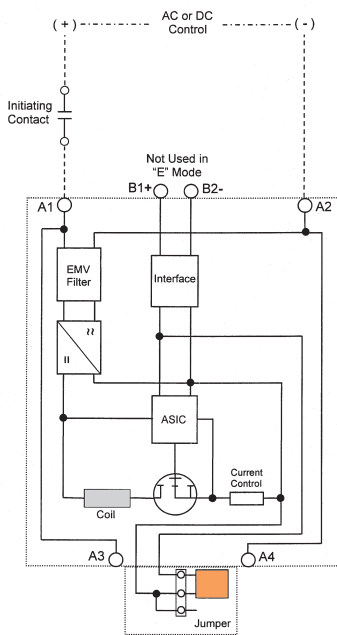 (+)
AC or DC
Control
(-)
Initiating
Contact
Not Used in
"E" Mode
B1+ B2-
A1
A2
EMV
Filter
Interface
ASIC
Current
Control
Coil
A3
A4
Jumper